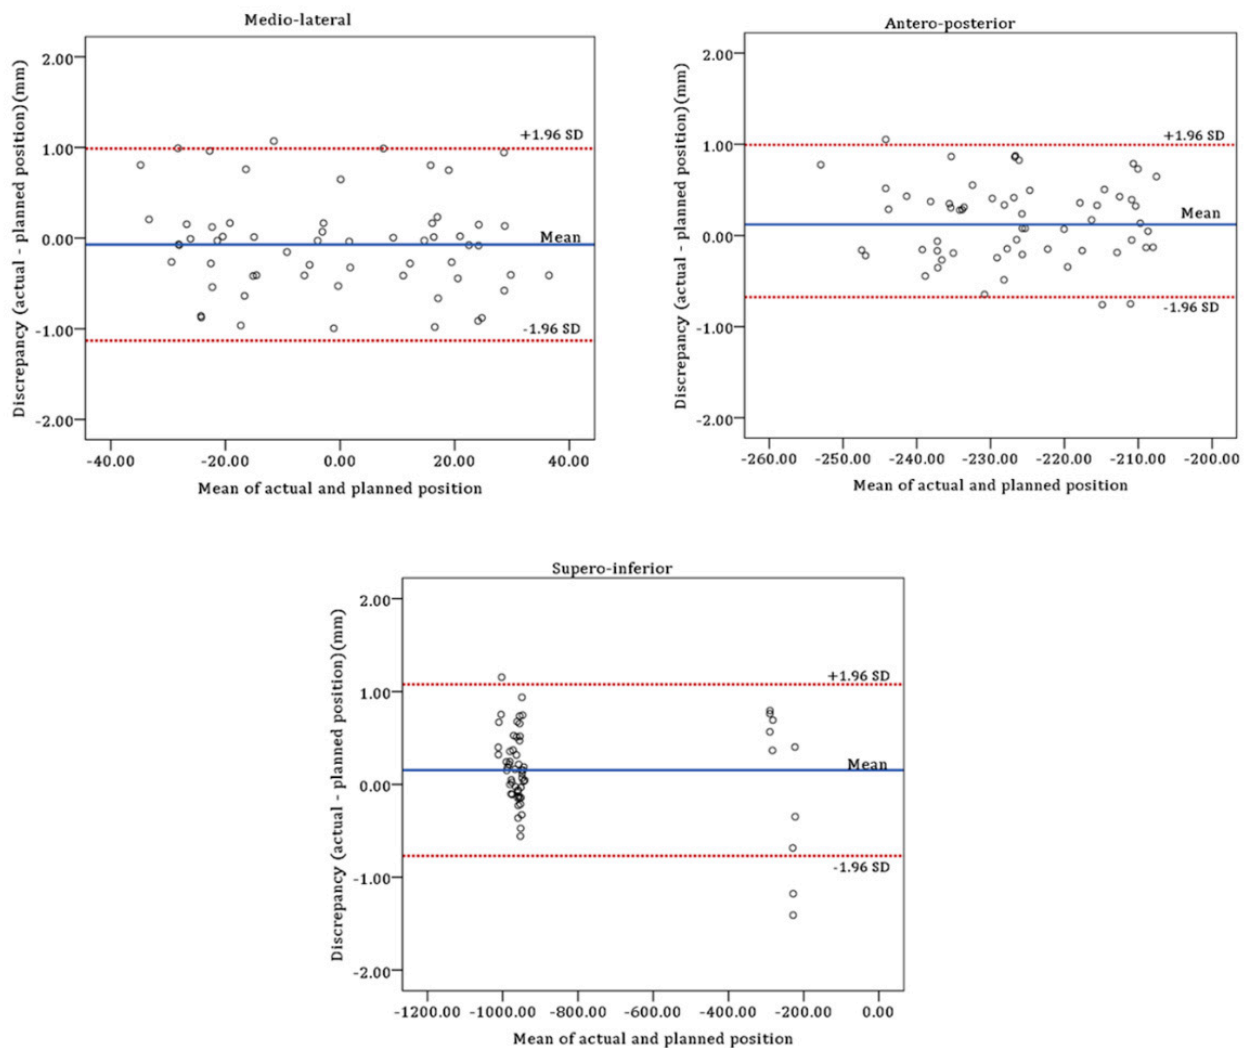 Medio-lateral
Discrepancy (actual - planned position)(mm)
2.00
1.00
0.00
-1.00
-2.00
+1.96 SD
Mean
-1.96 SD
-40.00 -20.00 0.00 20.00 40.00
Mean of actual and planned position
Antero-posterior
Discrepancy (actual - planned position)(mm)
2.00
1.00
0.00
-1.00
-2.00
+1.96 SD
Mean
-1.96 SD
-260.00 -250.00 -240.00 -230.00 -220.00 -210.00 -200.00
Mean of actual and planned position
Supero-inferior
Discrepancy (actual - planned position)(mm)
2.00
1.00
0.00
-1.00
-2.00
+1.96 SD
Mean
-1.96 SD
-1200.00 -1000.00 -800.00 -600.00 -400.00 -200.00 0.00
Mean of actual and planned position